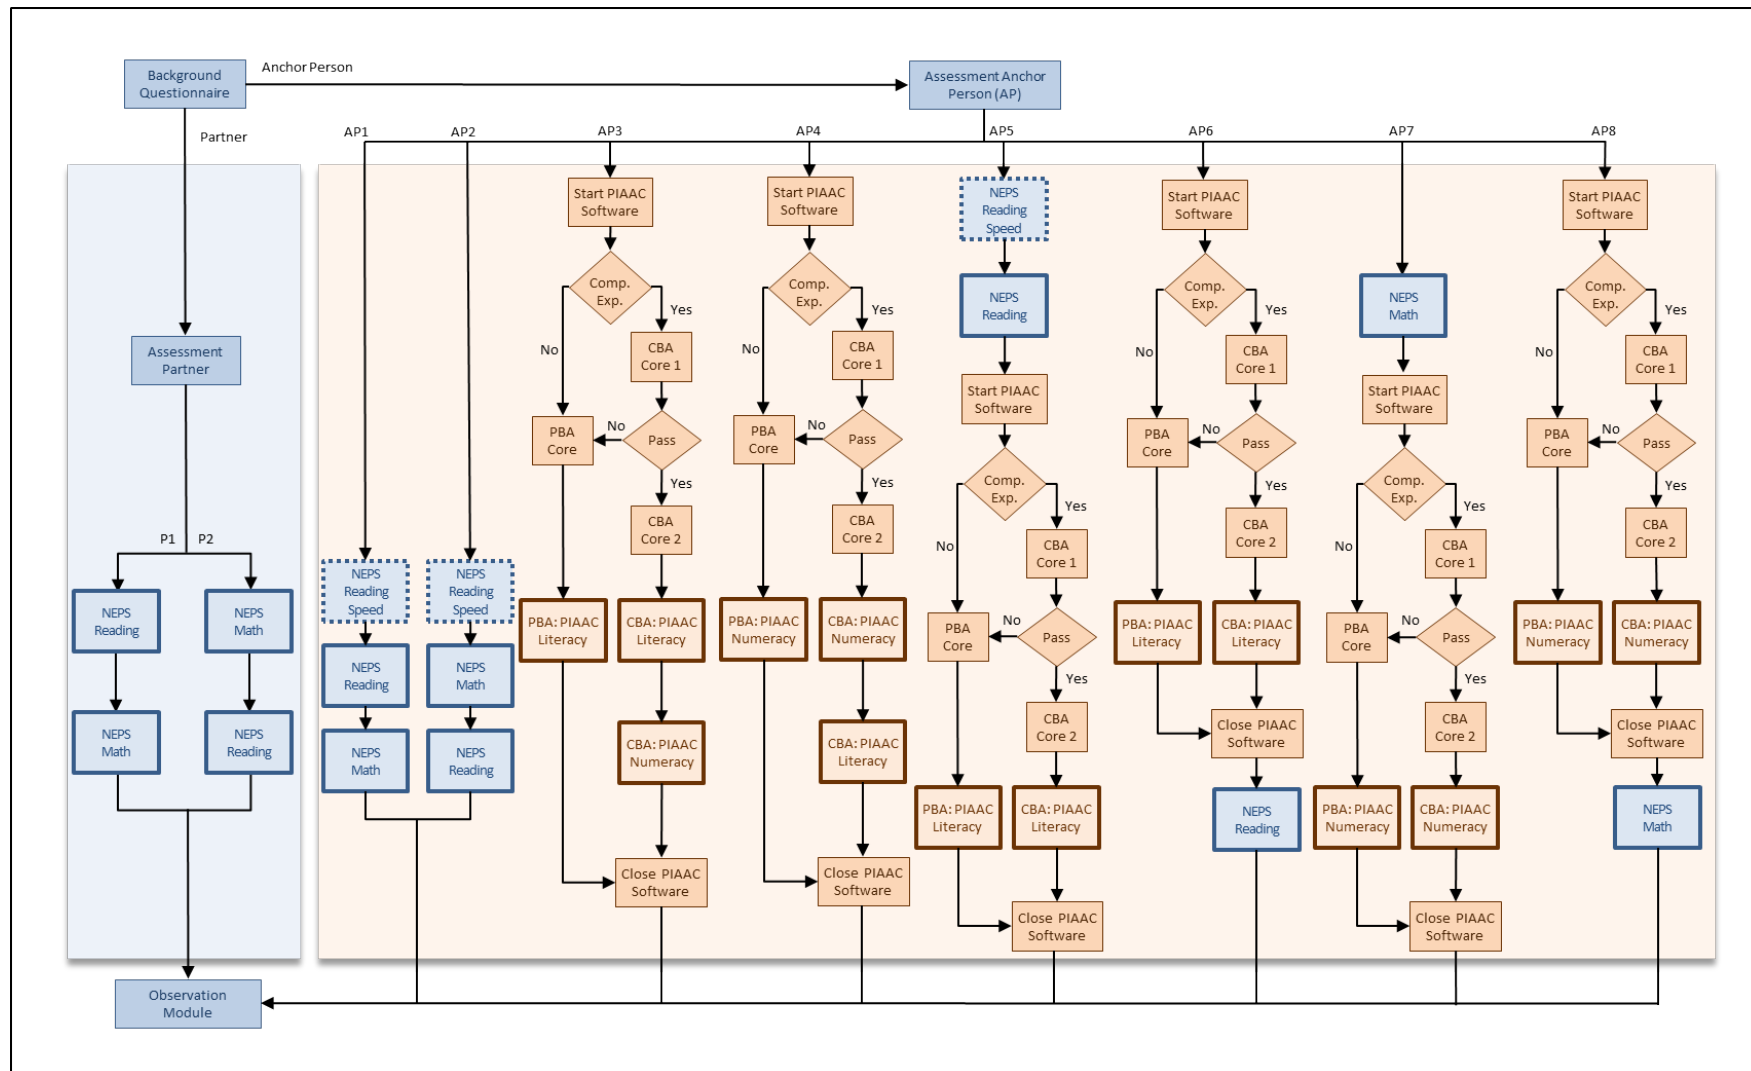 Background
Questionnaire
Anchor Person
Assessment Anchor
Person (AP)
Partner
AP1
AP2
AP3
AP4
AP5
AP6
AP7
AP8
Assessment
Partner
P1
P2
NEPS
Reading
NEPS
Math
NEPS
Math
NEPS
Reading
NEPS
Reading
Speed
NEPS
Reading
NEPS
Math
NEPS
Reading
Speed
NEPS
Math
NEPS
Reading
Start PIAAC
Software
Comp.
Exp.
Yes
No
CBA
Core 1
PBA
Core
No
Pass
Yes
CBA
Core 2
PBA: PIAAC
Literacy
CBA: PIAAC
Literacy
CBA: PIAAC
Numeracy
Close PIAAC
Software
Start PIAAC
Software
Comp.
Exp.
Yes
No
CBA
Core 1
PBA
Core
No
Pass
Yes
CBA
Core 2
PBA: PIAAC
Numeracy
CBA: PIAAC
Numeracy
CBA: PIAAC
Literacy
Close PIAAC
Software
NEPS
Reading
Speed
NEPS
Reading
Start PIAAC
Software
Comp.
Exp.
Yes
No
CBA
Core 1
PBA
Core
No
Pass
Yes
CBA
Core 2
PBA: PIAAC
Literacy
CBA: PIAAC
Literacy
Close PIAAC
Software
Start PIAAC
Software
Comp.
Exp.
Yes
No
CBA
Core 1
PBA
Core
No
Pass
Yes
CBA
Core 2
PBA: PIAAC
Literacy
CBA: PIAAC
Literacy
Close PIAAC
Software
NEPS
Reading
NEPS
Math
Start PIAAC
Software
Comp.
Exp.
Yes
No
CBA
Core 1
PBA
Core
No
Pass
Yes
CBA
Core 2
PBA: PIAAC
Numeracy
CBA: PIAAC
Numeracy
Close PIAAC
Software
Start PIAAC
Software
Comp.
Exp.
Yes
No
CBA
Core 1
PBA
Core
No
Pass
Yes
CBA
Core 2
PBA: PIAAC
Numeracy
CBA: PIAAC
Numeracy
Close PIAAC
Software
NEPS
Math
Observation
Module